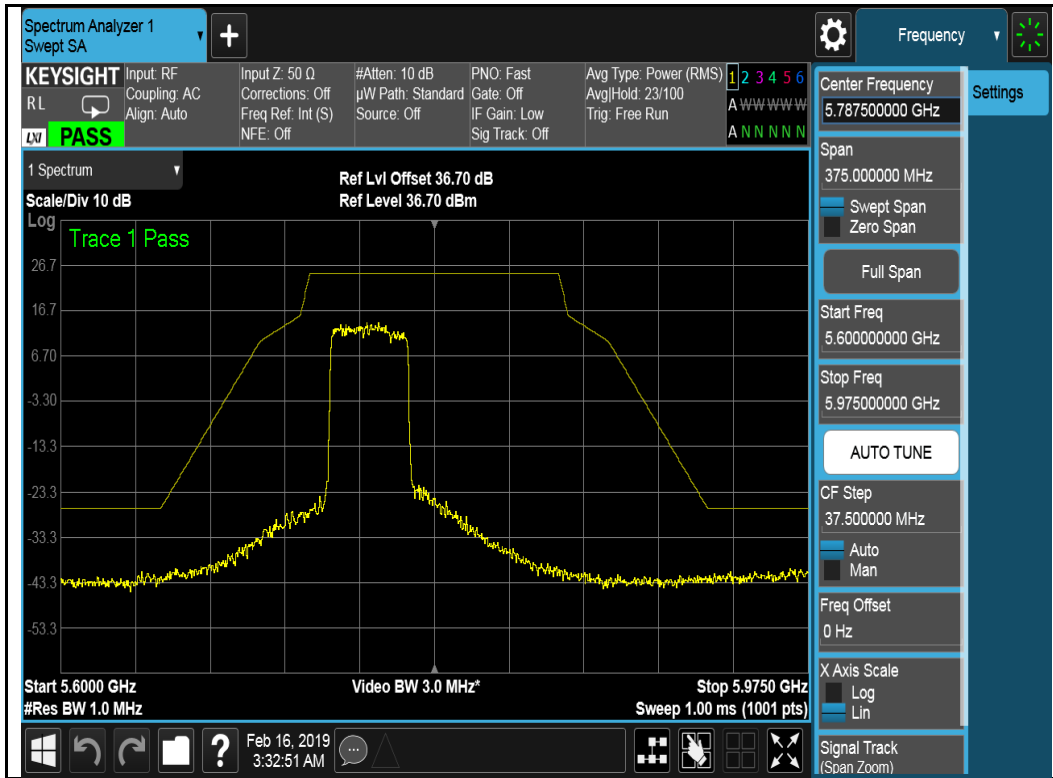 Spectrum Analyzer 1
Swept SA
+
Frequency
KEYSIGHT
R L
LXI
PASS
Input: RF
Coupling: AC
Align: Auto
Input Z: 50 Ω
Corrections: Off
Freq Ref: Int (S)
NFE: Off
#Atten: 10 dB
µW Path: Standard
Source: Off
PNO: Fast
Gate: Off
IF Gain: Low
Sig Track: Off
Avg Type: Power (RMS)
Avg|Hold: 23/100
Trig: Free Run
1 2 3 4 5 6
A W W W W W
A N N N N N
1 Spectrum
Scale/Div 10 dB
Ref Lvl Offset 36.70 dB
Ref Level 36.70 dBm
Log
Trace 1 Pass
26.7
16.7
6.70
-3.30
-13.3
-23.3
-33.3
-43.3
-53.3
Start 5.6000 GHz
#Res BW 1.0 MHz
Video BW 3.0 MHz*
Stop 5.9750 GHz
Sweep 1.00 ms (1001 pts)
Center Frequency
5.787500000 GHz
Settings
Span
375.000000 MHz
Swept Span
Zero Span
Full Span
Start Freq
5.600000000 GHz
Stop Freq
5.975000000 GHz
AUTO TUNE
CF Step
37.500000 MHz
Auto
Man
Freq Offset
0 Hz
X Axis Scale
Log
Lin
Signal Track
(Span Zoom)
?
Feb 16, 2019
3:32:51 AM